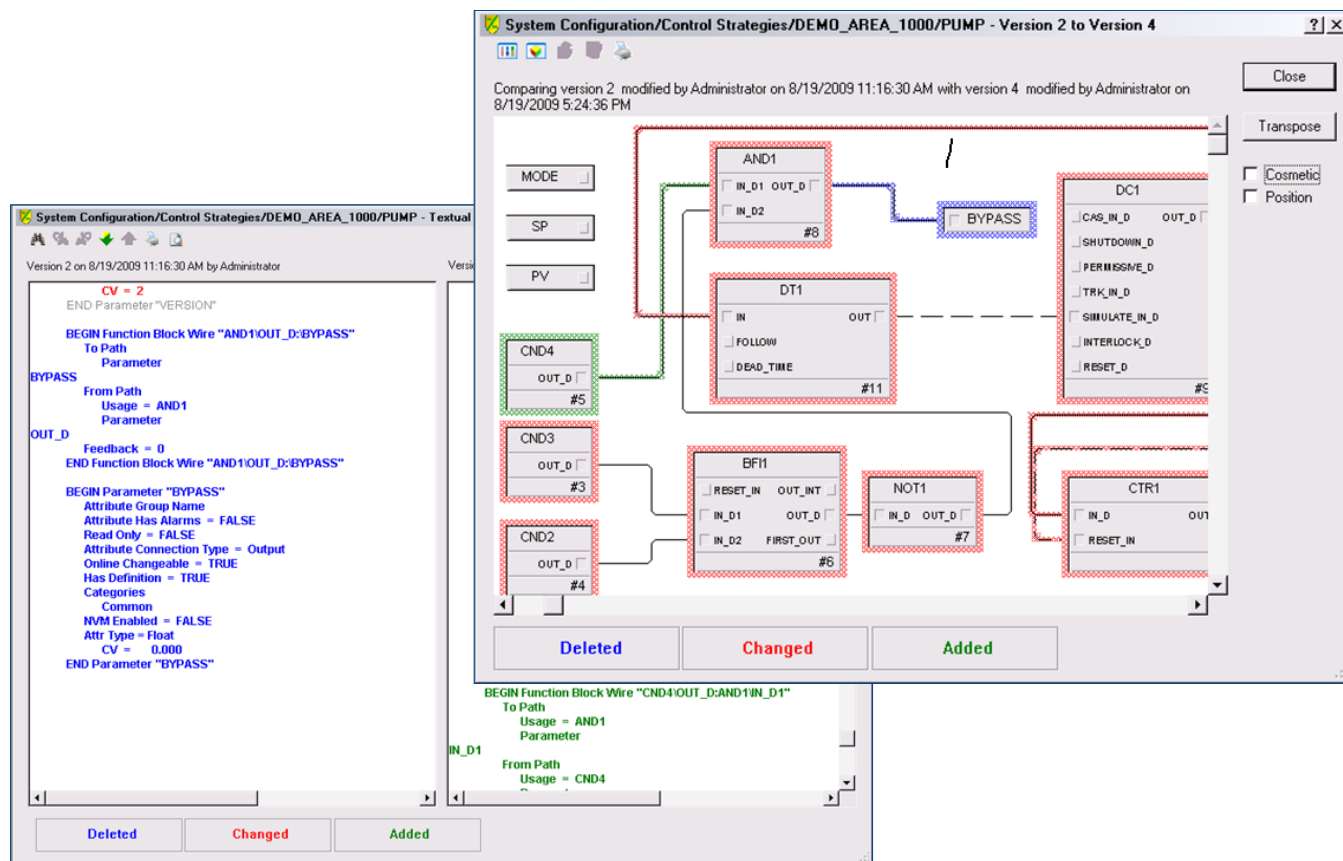 System Configuration/Control Strategies/DEMO_AREA_1000/PUMP - Version 2 to Version 4
Comparing version 2 modified by Administrator on 8/19/2009 11:16:30 AM with version 4 modified by Administrator on
8/19/2009 5:24:36 PM
Close
Transpose
Cosmetic
Position
MODE
SP
PV
AND1
IN_D1 OUT_D
IN_D2
#8
BYPASS
DC1
CAS_IN_D OUT_D
SHUTDOWN_D
PERMISSIVE_D
TRK_IN_D
SIMULATE_IN_D
INTERLOCK_D
RESET_D
#9
DT1
IN OUT
FOLLOW
DEAD_TIME
#11
CND4
OUT_D
#5
CND3
OUT_D
#3
CND2
OUT_D
#4
BFI1
RESET_IN OUT_INT
IN_D1 OUT_D
IN_D2 FIRST_OUT
#6
NOT1
IN_D OUT_D
#7
CTR1
IN_D OUT
RESET_IN
Deleted
Changed
Added
System Configuration/Control Strategies/DEMO_AREA_1000/PUMP - Textual
Version 2 on 8/19/2009 11:16:30 AM by Administrator
CV = 2
END Parameter "VERSION"
BEGIN Function Block Wire "AND1\OUT_D:\BYPASS"
To Path
Parameter
BYPASS
From Path
Usage = AND1
Parameter
OUT_D
Feedback = 0
END Function Block Wire "AND1\OUT_D:\BYPASS"
BEGIN Parameter "BYPASS"
Attribute Group Name
Attribute Has Alarms = FALSE
Read Only = FALSE
Attribute Connection Type = Output
Online Changeable = TRUE
Has Definition = TRUE
Categories
Common
NVM Enabled = FALSE
Attr Type = Float
CV = 0.000
END Parameter "BYPASS"
BEGIN Function Block Wire "CND4\OUT_D:AND1\IN_D1"
To Path
Usage = AND1
Parameter
IN_D1
From Path
Usage = CND4
Deleted
Changed
Added